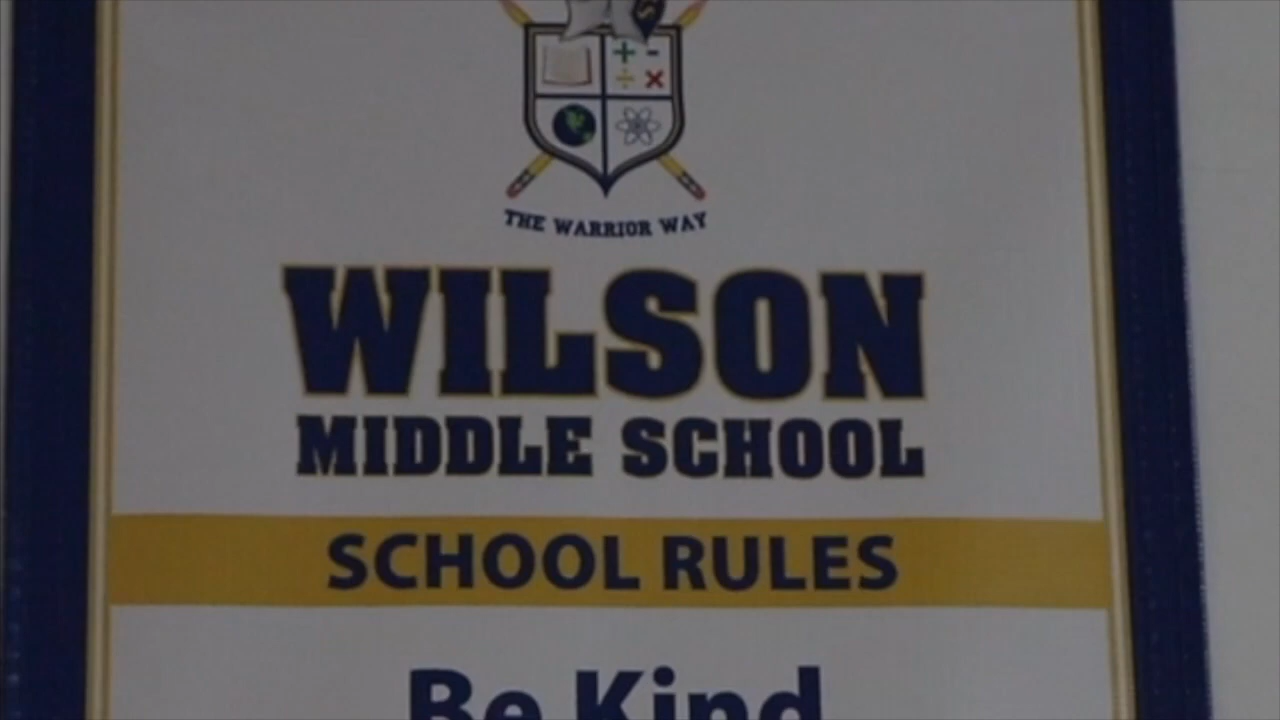 THE WARRIOR WAY
WILSON
MIDDLE SCHOOL
SCHOOL RULES
Be Kind